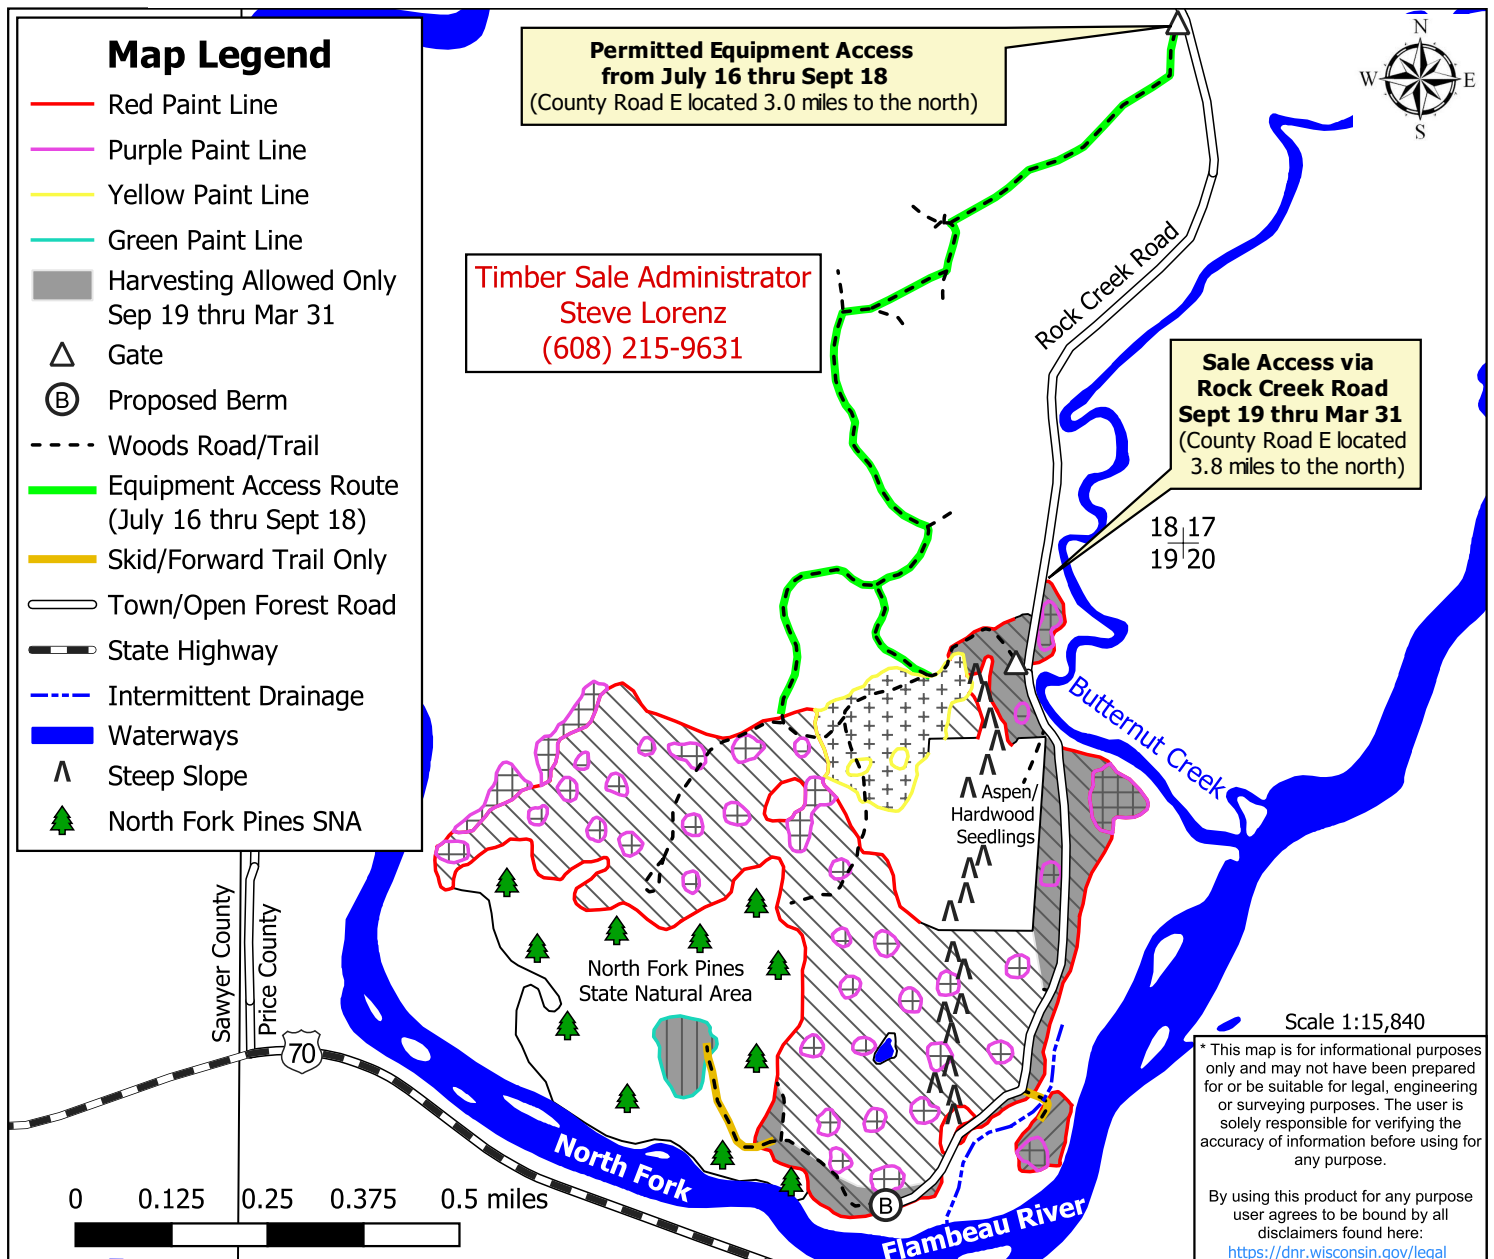 Map Legend
Red Paint Line
Purple Paint Line
Yellow Paint Line
Green Paint Line
Harvesting Allowed Only
Sep 19 thru Mar 31
Gate
B
Proposed Berm
Woods Road/Trail
Equipment Access Route
(July 16 thru Sept 18)
Skid/Forward Trail Only
Town/Open Forest Road
State Highway
Intermittent Drainage
Waterways
Steep Slope
North Fork Pines SNA
Permitted Equipment Access
from July 16 thru Sept 18
(County Road E located 3.0 miles to the north)
N
W
E
S
Timber Sale Administrator
Steve Lorenz
(608) 215-9631
Rock Creek Road
Sale Access via
Rock Creek Road
Sept 19 thru Mar 31
(County Road E located
3.8 miles to the north)
18 17
19 20
Butternut Creek
Aspen/
Hardwood
Seedlings
Sawyer County
Price County
North Fork Pines
State Natural Area
70
North Fork
B
Flambeau River
0 0.125 0.25 0.375 0.5 miles
Scale 1:15,840
* This map is for informational purposes
only and may not have been prepared
for or be suitable for legal, engineering
or surveying purposes. The user is
solely responsible for verifying the
accuracy of information before using for
any purpose.
By using this product for any purpose
user agrees to be bound by all
disclaimers found here:
https://dnr.wisconsin.gov/legal